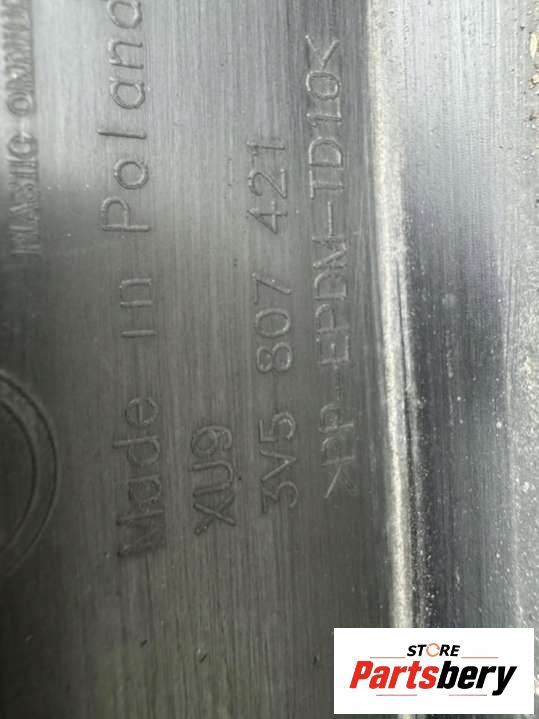 Made in Poland
XU9
3V5 807 421
>PP-EPDM-TD10<
STORE
Partsbery